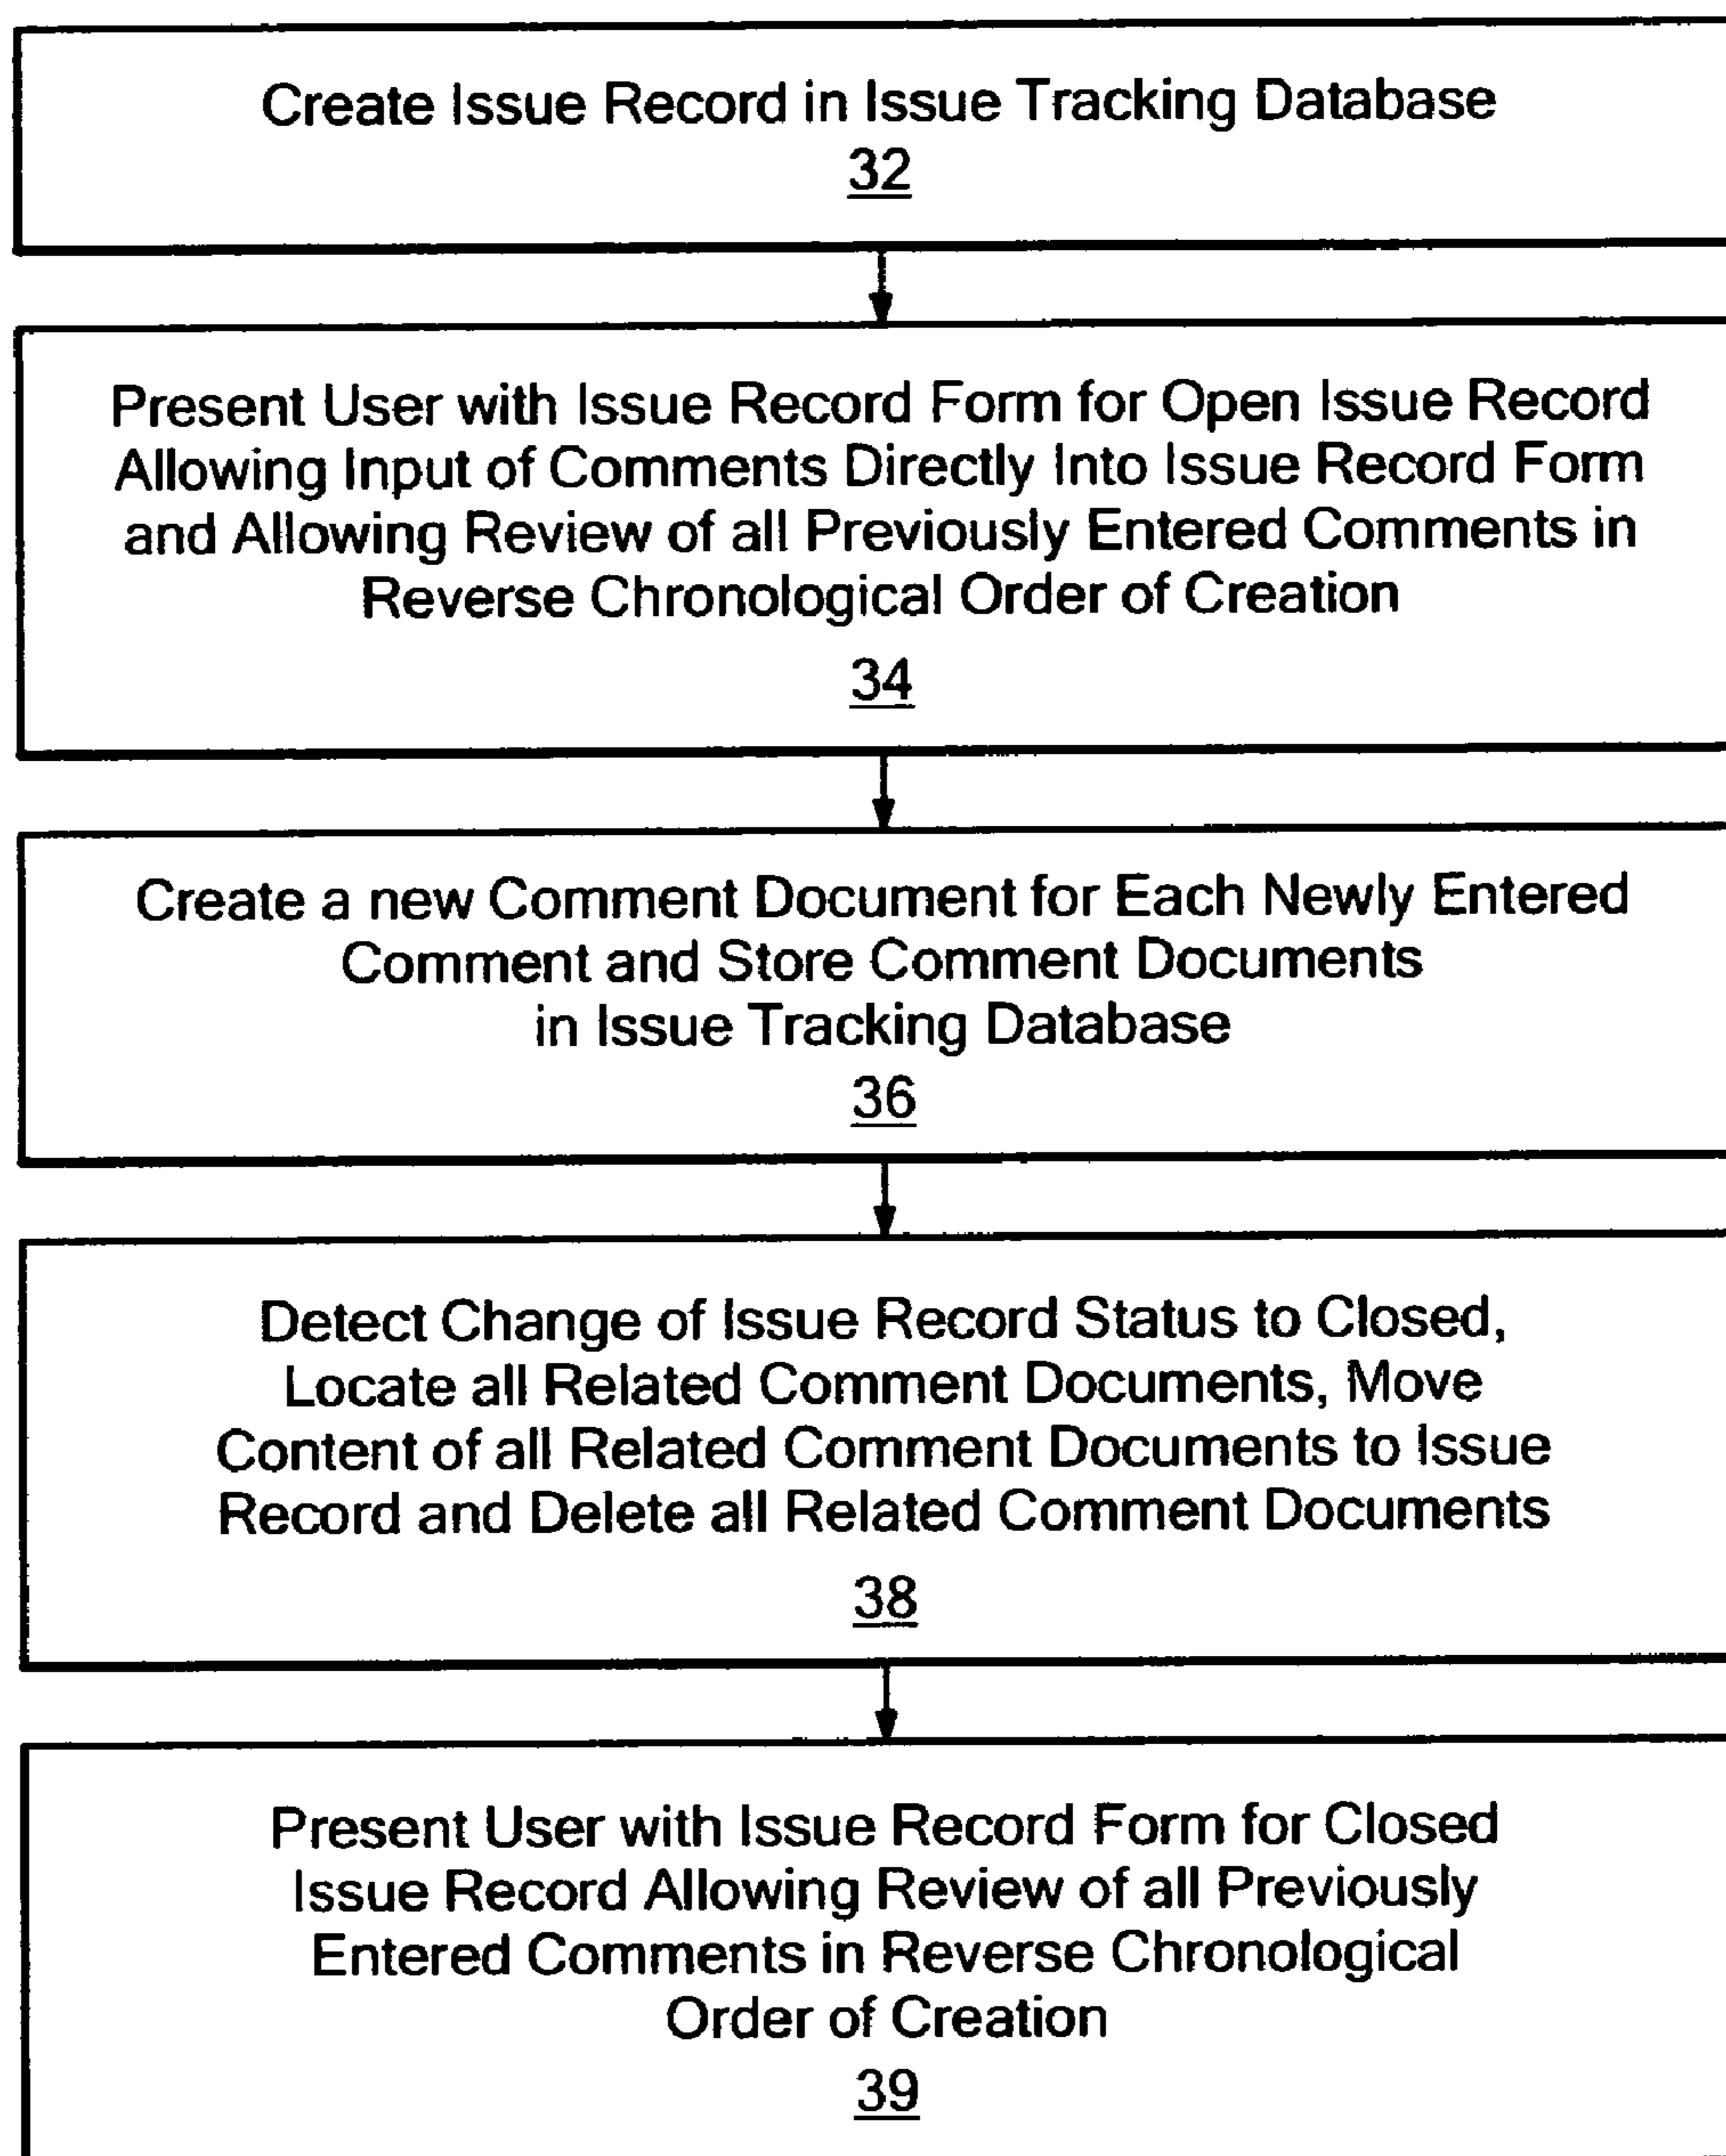 Create Issue Record in Issue Tracking Database
32
Present User with Issue Record Form for Open Issue Record
Allowing Input of Comments Directly Into Issue Record Form
and Allowing Review of all Previously Entered Comments in
Reverse Chronological Order of Creation
34
Create a new Comment Document for Each Newly Entered
Comment and Store Comment Documents
in Issue Tracking Database
36
Detect Change of Issue Record Status to Closed,
Locate all Related Comment Documents, Move
Content of all Related Comment Documents to Issue
Record and Delete all Related Comment Documents
38
Present User with Issue Record Form for Closed
Issue Record Allowing Review of all Previously
Entered Comments in Reverse Chronological
Order of Creation
39